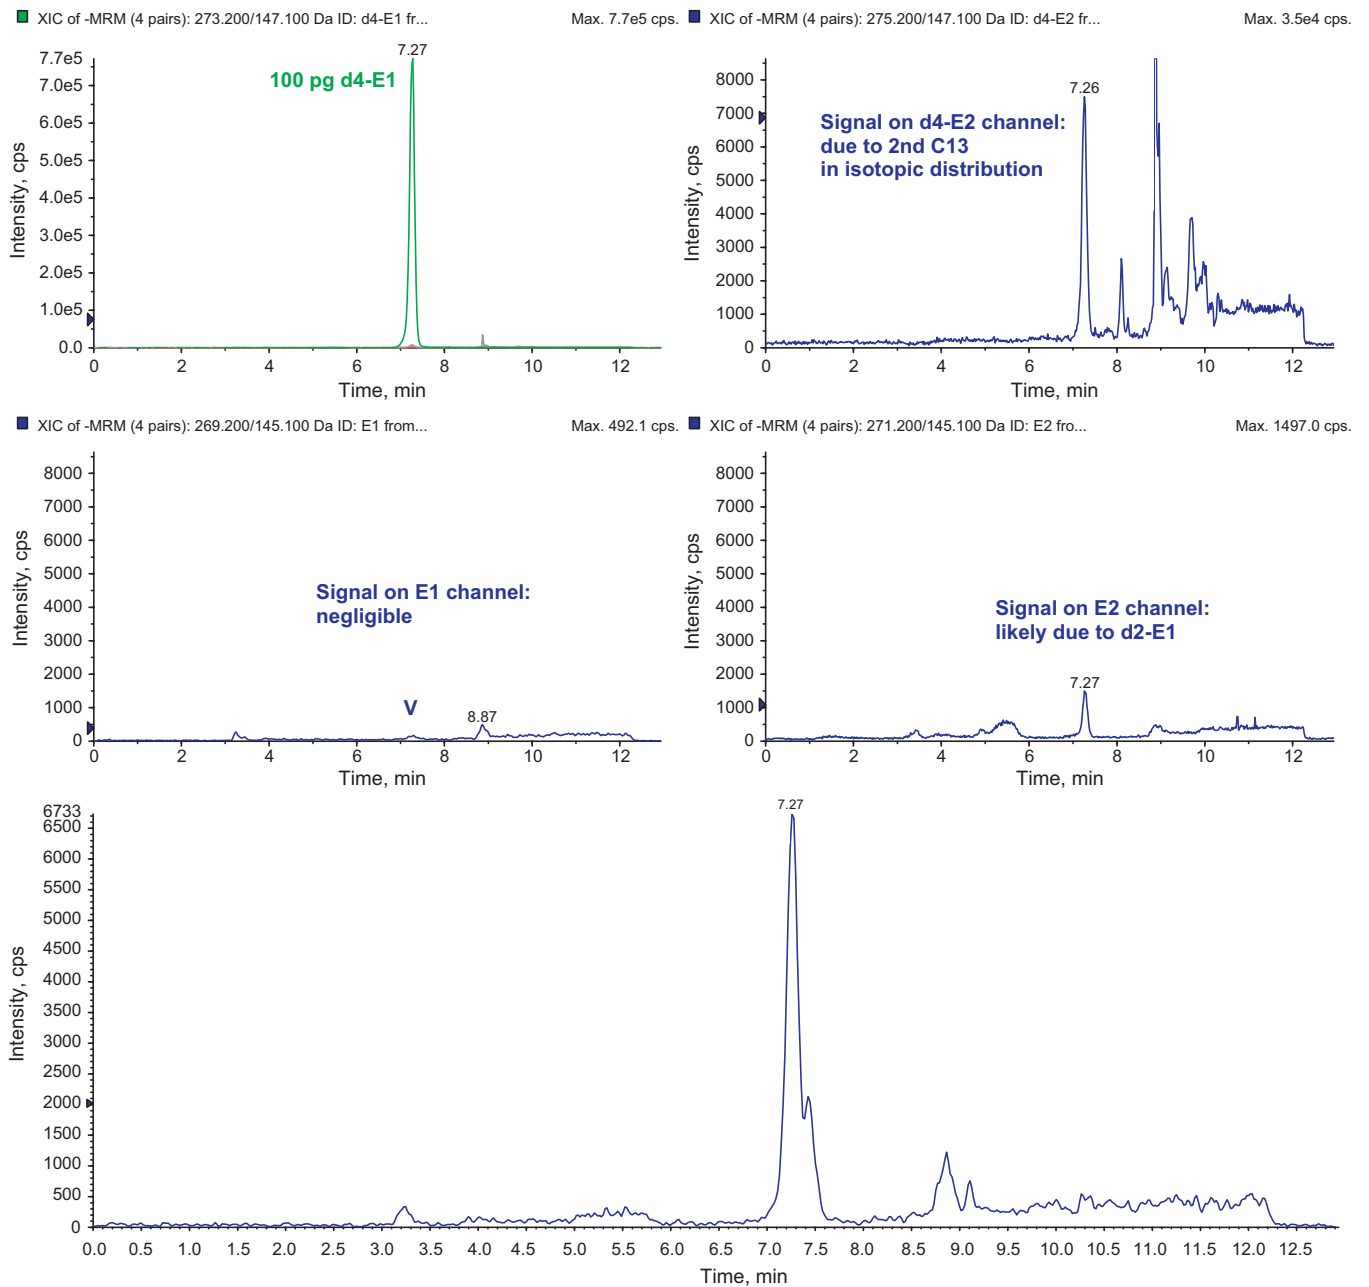 XIC of -MRM (4 pairs): 273.200/147.100 Da ID: d4-E1 fr...
Max. 7.7e5 cps.
7.27
7.7e5
6.0e5
5.0e5
4.0e5
3.0e5
2.0e5
1.0e5
0.0
Intensity, cps
100 pg d4-E1
0 2 4 6 8 10 12
Time, min
XIC of -MRM (4 pairs): 275.200/147.100 Da ID: d4-E2 fr...
Max. 3.5e4 cps.
8000
7000
6000
5000
4000
3000
2000
1000
0
Intensity, cps
7.26
Signal on d4-E2 channel:
due to 2nd C13
in isotopic distribution
0 2 4 6 8 10 12
Time, min
XIC of -MRM (4 pairs): 269.200/145.100 Da ID: E1 from...
Max. 492.1 cps.
8000
7000
6000
5000
4000
3000
2000
1000
0
Intensity, cps
Signal on E1 channel:
negligible
V
8.87
0 2 4 6 8 10 12
Time, min
XIC of -MRM (4 pairs): 271.200/145.100 Da ID: E2 fro...
Max. 1497.0 cps.
8000
7000
6000
5000
4000
3000
2000
1000
0
Intensity, cps
Signal on E2 channel:
likely due to d2-E1
7.27
0 2 4 6 8 10 12
Time, min
6733
6500
6000
5500
5000
4500
4000
3500
3000
2500
2000
1500
1000
500
0
Intensity, cps
7.27
0.0 0.5 1.0 1.5 2.0 2.5 3.0 3.5 4.0 4.5 5.0 5.5 6.0 6.5 7.0 7.5 8.0 8.5 9.0 9.5 10.0 10.5 11.0 11.5 12.0 12.5
Time, min